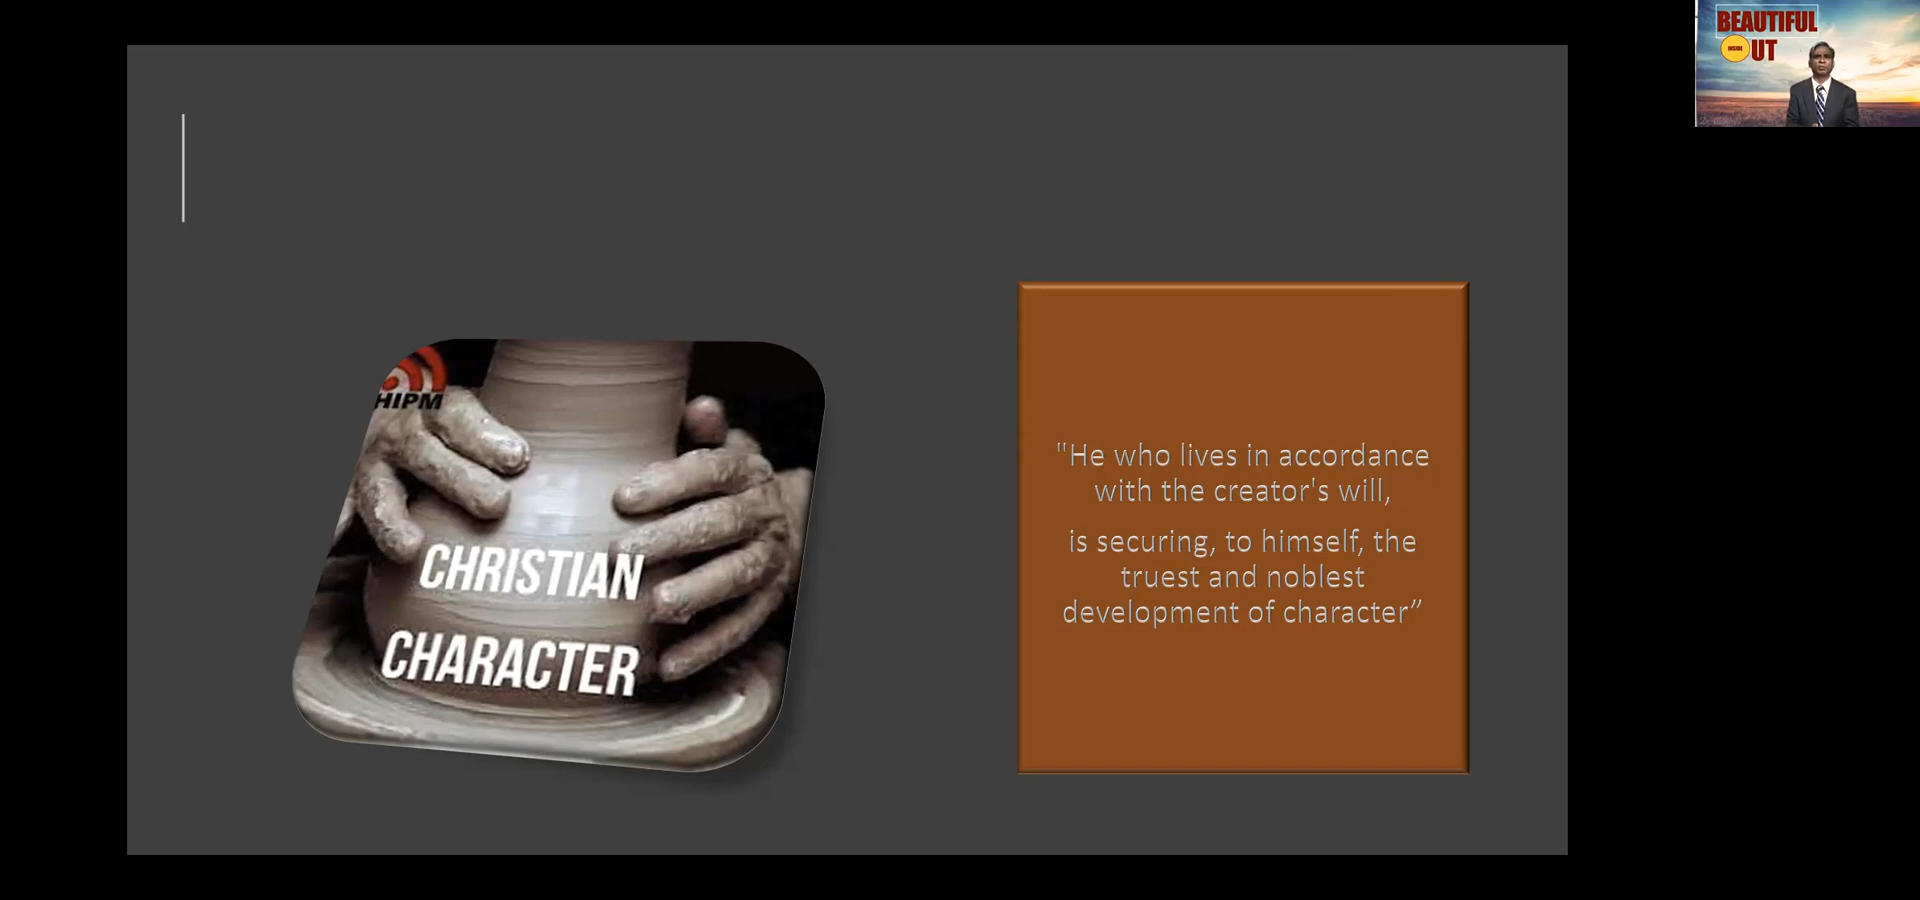 BEAUTIFUL
INSIDE UT
HIPM
CHRISTIAN
CHARACTER
"He who lives in accordance
with the creator's will,
is securing, to himself, the
truest and noblest
development of character”